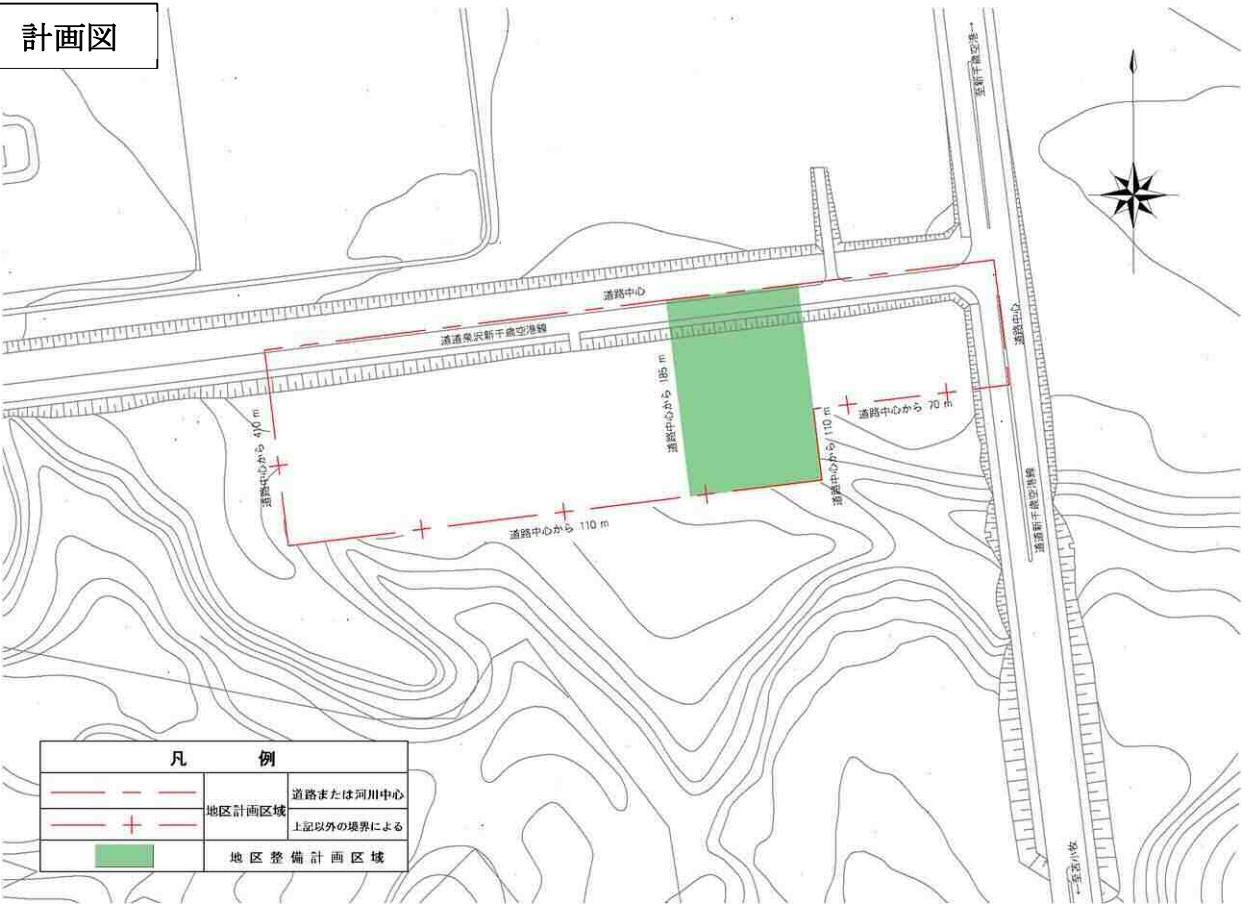 計画図
至新千歳空港→
道路中心
道道泉沢新千歳空港線
道路中心
道路中心から 185 m
道路中心から 70 m
道路中心から 410 m
道路中心から 110 m
道路中心から 110 m
道道新千歳空港線
←至苫小牧
凡 例
地区計画区域
道路または河川中心
上記以外の境界による
地区整備計画区域